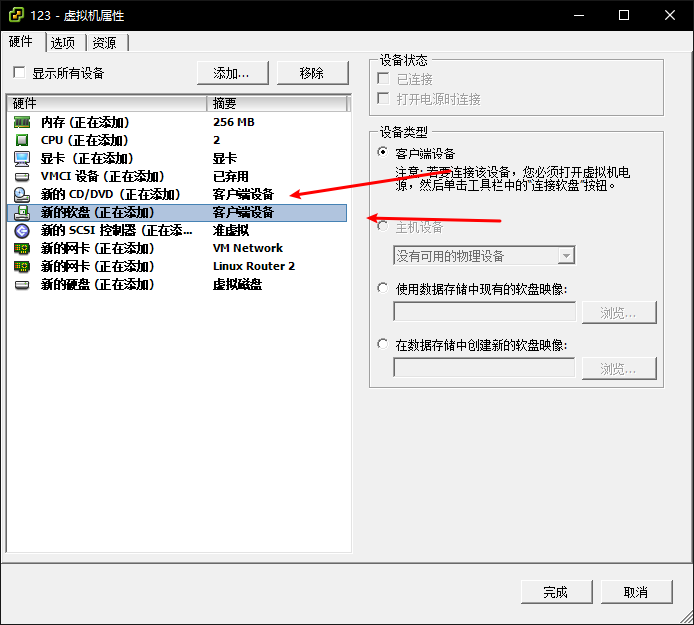 123 - 虚拟机属性
硬件 选项 资源
显示所有设备 添加... 移除
硬件 摘要
内存 (正在添加) 256 MB
CPU (正在添加) 2
显卡 (正在添加) 显卡
VMCI 设备 (正在添加) 已弃用
新的 CD/DVD (正在添加) 客户端设备
新的软盘 (正在添加) 客户端设备
新的 SCSI 控制器 (正在添... 准虚拟
新的网卡 (正在添加) VM Network
新的网卡 (正在添加) Linux Router 2
新的硬盘 (正在添加) 虚拟磁盘
设备状态
已连接
打开电源时连接
设备类型
客户端设备
注意: 若要连接该设备，您必须打开虚拟机电
源，然后单击工具栏中的“连接软盘”按钮。
主机设备
没有可用的物理设备
使用数据存储中现有的软盘映像:
浏览...
在数据存储中创建新的软盘映像:
浏览...
完成 取消